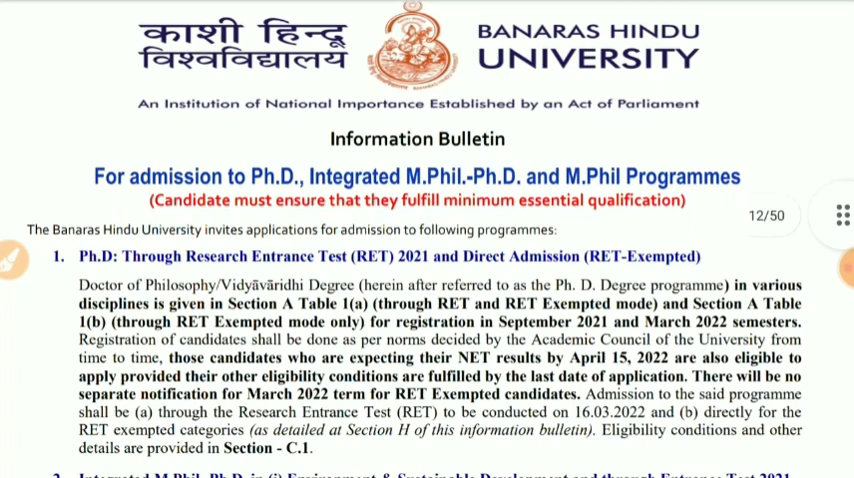 काशी हिन्दू
विश्वविद्यालय
BANARAS HINDU
UNIVERSITY
An Institution of National Importance Established by an Act of Parliament
Information Bulletin
For admission to Ph.D., Integrated M.Phil.-Ph.D. and M.Phil Programmes
(Candidate must ensure that they fulfill minimum essential qualification)
12/50
The Banaras Hindu University invites applications for admission to following programmes:
1. Ph.D: Through Research Entrance Test (RET) 2021 and Direct Admission (RET-Exempted)
Doctor of Philosophy/Vidyāvāridhi Degree (herein after referred to as the Ph. D. Degree programme) in various
disciplines is given in Section A Table 1(a) (through RET and RET Exempted mode) and Section A Table
1(b) (through RET Exempted mode only) for registration in September 2021 and March 2022 semesters.
Registration of candidates shall be done as per norms decided by the Academic Council of the University from
time to time, those candidates who are expecting their NET results by April 15, 2022 are also eligible to
apply provided their other eligibility conditions are fulfilled by the last date of application. There will be no
separate notification for March 2022 term for RET Exempted candidates. Admission to the said programme
shall be (a) through the Research Entrance Test (RET) to be conducted on 16.03.2022 and (b) directly for the
RET exempted categories (as detailed at Section H of this information bulletin). Eligibility conditions and other
details are provided in Section - C.1.